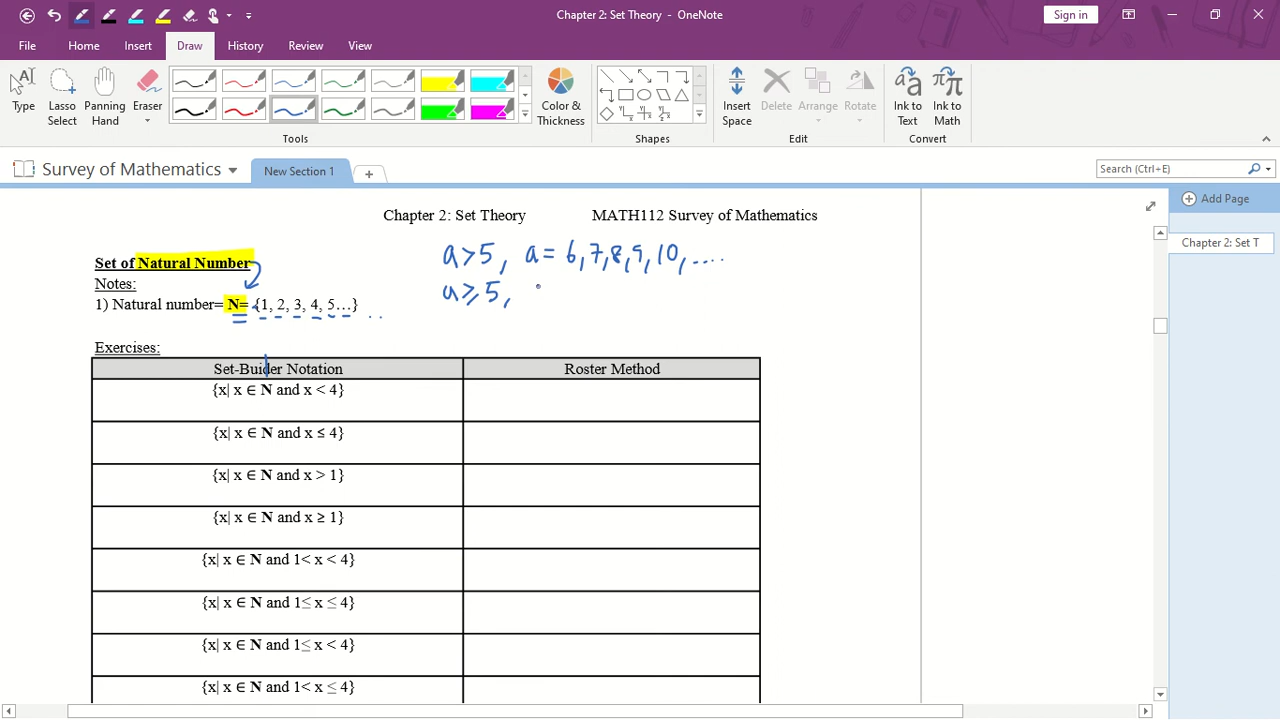 Chapter 2: Set Theory - OneNote
Sign in
File Home Insert Draw History Review View
Type
Lasso Select
Panning Hand
Eraser
Color & Thickness
Insert Space
Delete
Arrange
Rotate
Ink to Text
Ink to Math
Tools
Shapes
Edit
Convert
Survey of Mathematics
New Section 1
Search (Ctrl+E)
Add Page
Chapter 2: Set T
Chapter 2: Set Theory MATH112 Survey of Mathematics
a>5, a= 6,7,8,9,10,....
Set of Natural Number
Notes:
a≥5,
1) Natural number= N= {1, 2, 3, 4, 5…}
Exercises:
Set-Buider Notation Roster Method
{x| x ∈ N and x < 4}
{x| x ∈ N and x ≤ 4}
{x| x ∈ N and x > 1}
{x| x ∈ N and x ≥ 1}
{x| x ∈ N and 1< x < 4}
{x| x ∈ N and 1≤ x ≤ 4}
{x| x ∈ N and 1≤ x < 4}
{x| x ∈ N and 1< x ≤ 4}